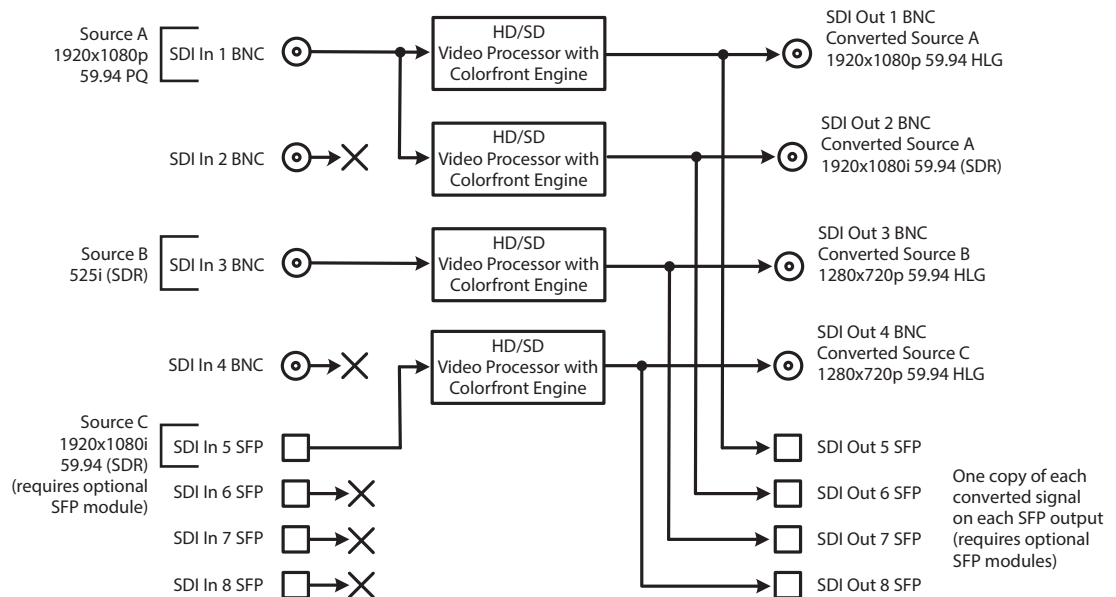 Source A
1920x1080p
59.94 PQ
SDI In 1 BNC
HD/SD
Video Processor with
Colorfront Engine
SDI Out 1 BNC
Converted Source A
1920x1080p 59.94 HLG
SDI In 2 BNC
HD/SD
Video Processor with
Colorfront Engine
SDI Out 2 BNC
Converted Source A
1920x1080i 59.94 (SDR)
Source B
525i (SDR)
SDI In 3 BNC
HD/SD
Video Processor with
Colorfront Engine
SDI Out 3 BNC
Converted Source B
1280x720p 59.94 HLG
SDI In 4 BNC
HD/SD
Video Processor with
Colorfront Engine
SDI Out 4 BNC
Converted Source C
1280x720p 59.94 HLG
Source C
1920x1080i
59.94 (SDR)
(requires optional
SFP module)
SDI In 5 SFP
SDI In 6 SFP
SDI In 7 SFP
SDI In 8 SFP
SDI Out 5 SFP
SDI Out 6 SFP
SDI Out 7 SFP
SDI Out 8 SFP
One copy of each
converted signal
on each SFP output
(requires optional
SFP modules)